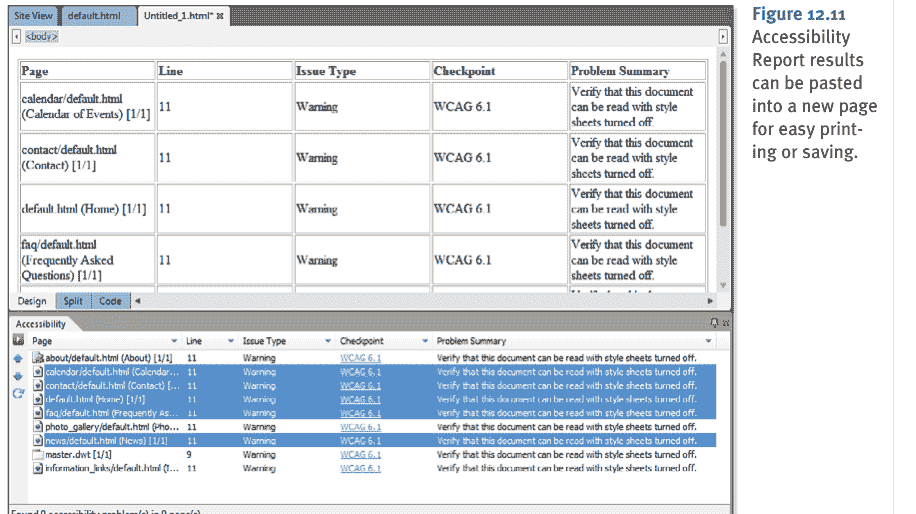 Site View default.html Untitled_1.html*
<body>
Page Line Issue Type Checkpoint Problem Summary
calendar/default.html
(Calendar of Events) [1/1]
11 Warning WCAG 6.1
Verify that this document
can be read with style
sheets turned off.
contact/default.html
(Contact) [1/1]
11 Warning WCAG 6.1
Verify that this document
can be read with style
sheets turned off.
default.html (Home) [1/1] 11 Warning WCAG 6.1
Verify that this document
can be read with style
sheets turned off.
faq/default.html
(Frequently Asked
Questions) [1/1]
11 Warning WCAG 6.1
Verify that this document
can be read with style
sheets turned off.
Design Split Code
Accessibility
Page Line Issue Type Checkpoint Problem Summary
about/default.html (About) [1/1] 11 Warning WCAG 6.1 Verify that this document can be read with style sheets turned off.
calendar/default.html (Calendar... 11 Warning WCAG 6.1 Verify that this document can be read with style sheets turned off.
contact/default.html (Contact) [... 11 Warning WCAG 6.1 Verify that this document can be read with style sheets turned off.
default.html (Home) [1/1] 11 Warning WCAG 6.1 Verify that this document can be read with style sheets turned off.
faq/default.html (Frequently As... 11 Warning WCAG 6.1 Verify that this document can be read with style sheets turned off.
photo_gallery/default.html (Pho... 11 Warning WCAG 6.1 Verify that this document can be read with style sheets turned off.
news/default.html (News) [1/1] 11 Warning WCAG 6.1 Verify that this document can be read with style sheets turned off.
master.dwt [1/1] 9 Warning WCAG 6.1 Verify that this document can be read with style sheets turned off.
information_links/default.html (I... 11 Warning WCAG 6.1 Verify that this document can be read with style sheets turned off.
Figure 12.11
Accessibility
Report results
can be pasted
into a new page
for easy print-
ing or saving.